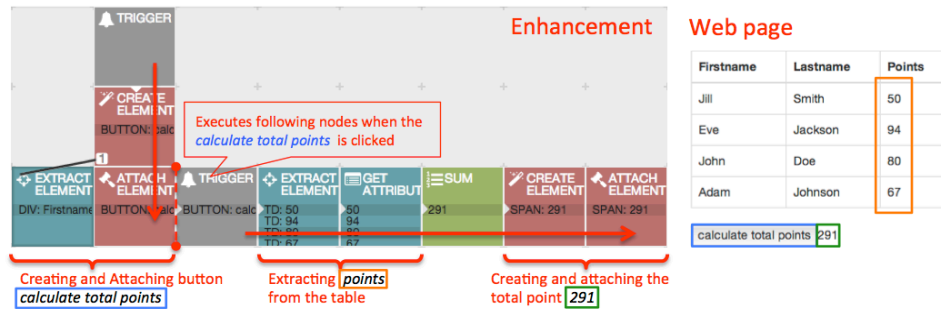 TRIGGER
Enhancement
CREATE
ELEMENT
BUTTON: calc
Executes following nodes when the
calculate total points is clicked
1
EXTRACT
ELEMENT
DIV: Firstname
ATTACH
ELEMENT
BUTTON: calc
TRIGGER
BUTTON: calc
EXTRACT
ELEMENT
TD: 50
TD: 94
TD: 80
TD: 67
GET
ATTRIBUT
50
94
80
67
SUM
291
CREATE
ELEMENT
SPAN: 291
ATTACH
ELEMENT
SPAN: 291
Creating and Attaching button
calculate total points
Extracting points
from the table
Creating and attaching the
total point 291
Web page
Firstname Lastname Points
Jill Smith 50
Eve Jackson 94
John Doe 80
Adam Johnson 67
calculate total points 291